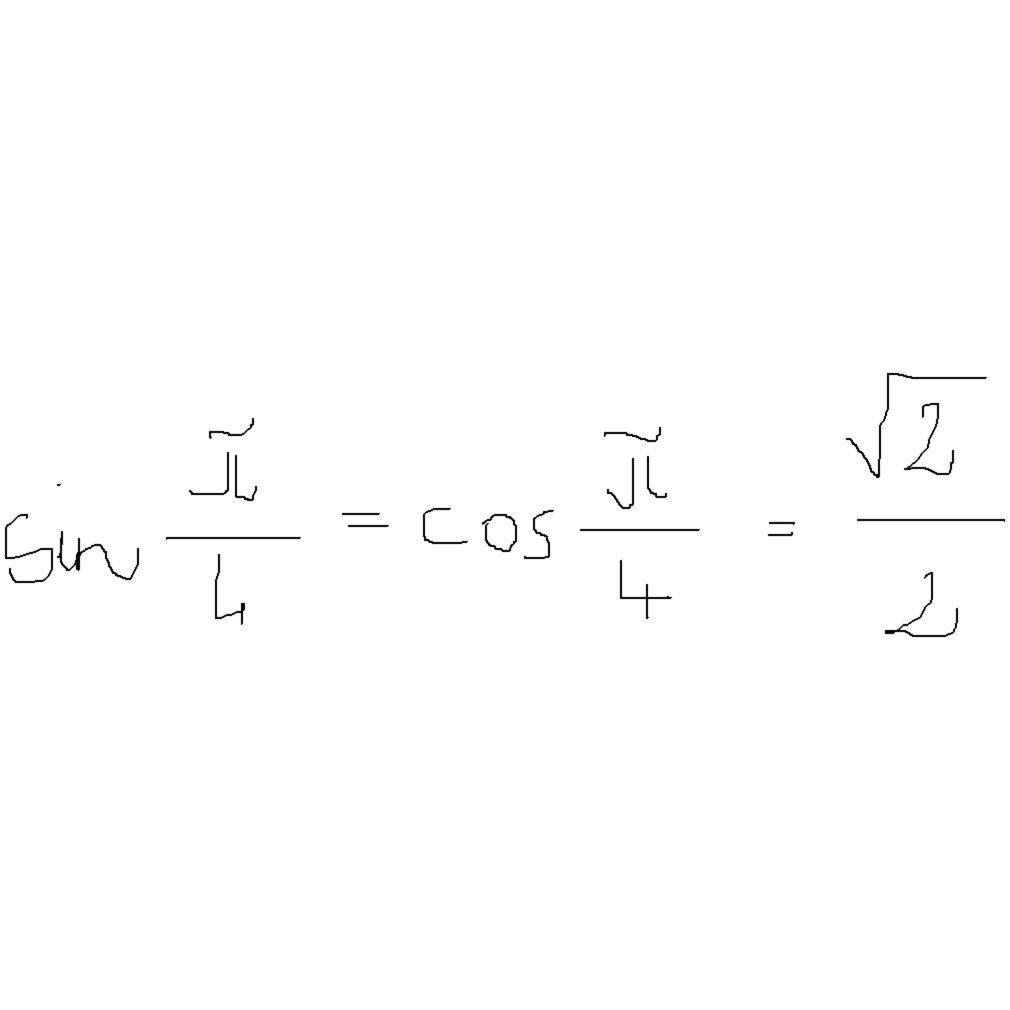 sin π/4 = cos π/4 = √2/2